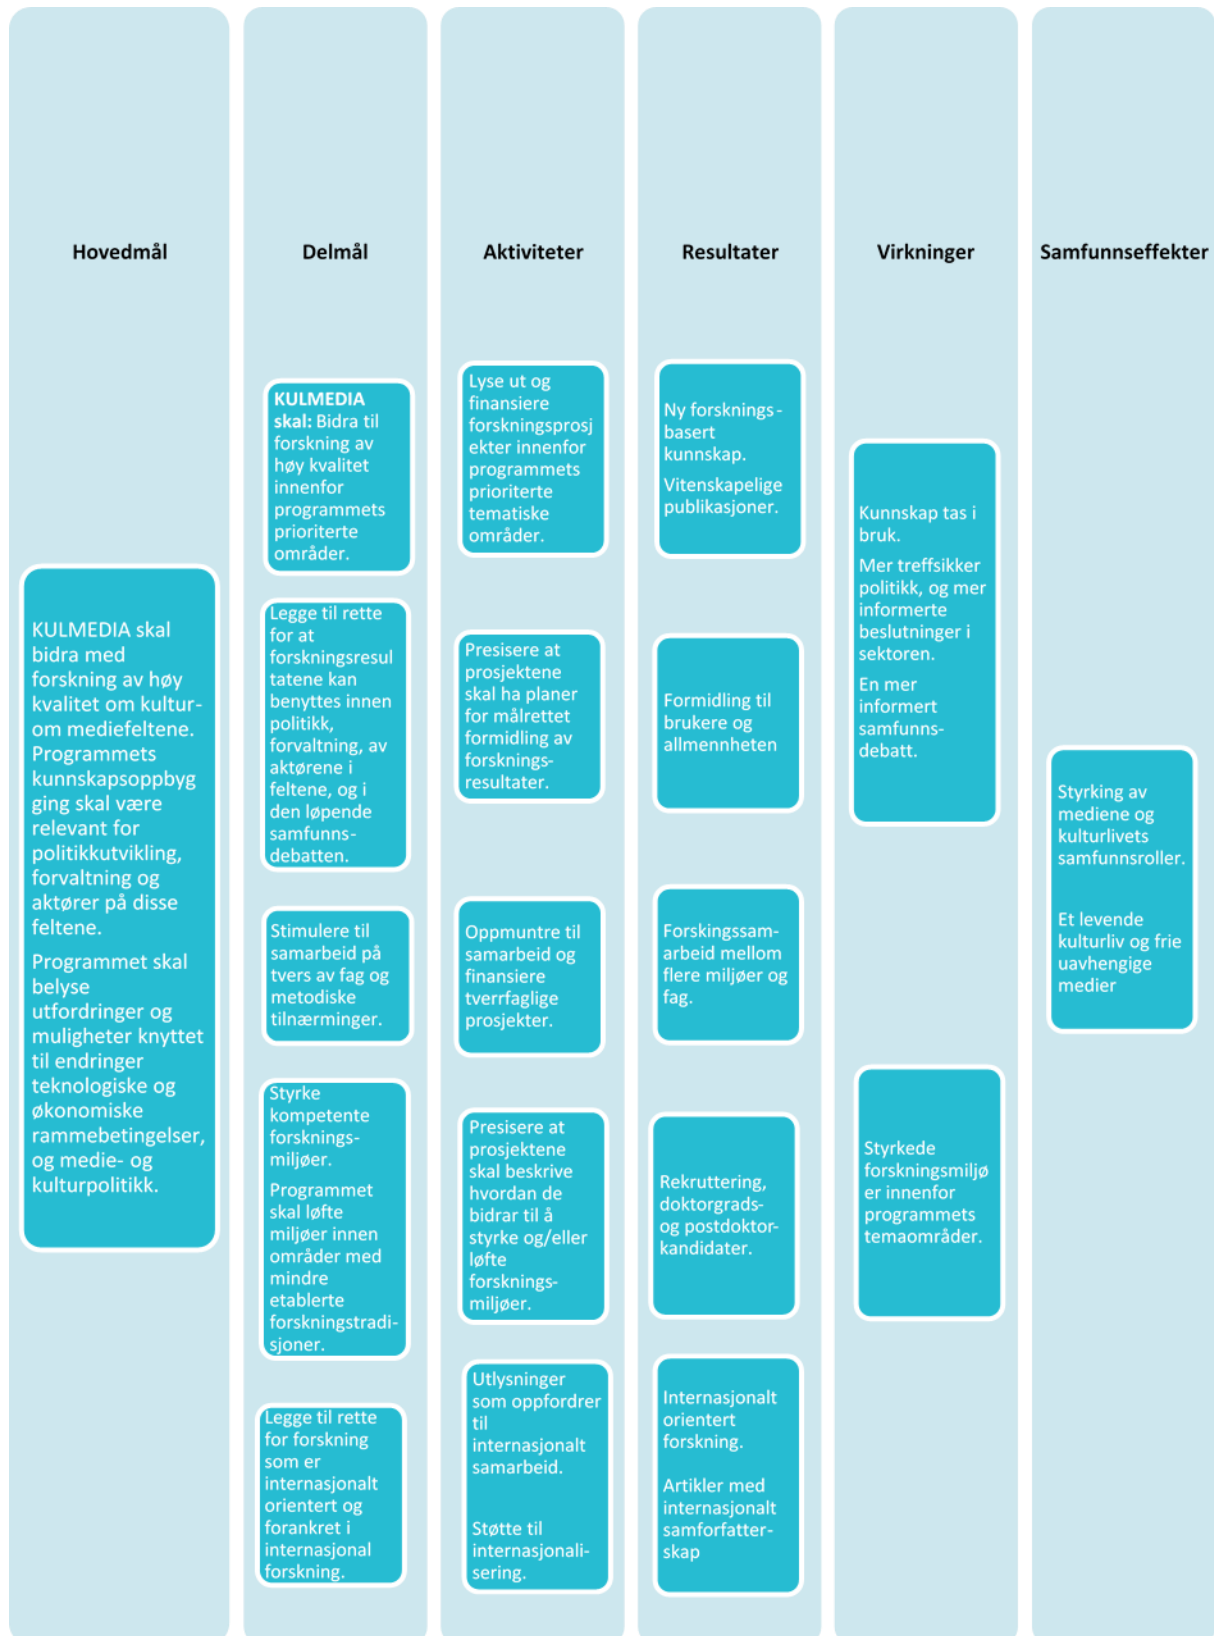 Hovedmål
Delmål
Aktiviteter
Resultater
Virkninger
Samfunnseffekter
KULMEDIA skal
bidra med
forskning av høy
kvalitet om kultur-
om mediefeltene.
Programmets
kunnskapsoppbyg
ging skal være
relevant for
politikkutvikling,
forvaltning og
aktører på disse
feltene.
Programmet skal
belyse
utfordringer og
muligheter knyttet
til endringer
teknologiske og
økonomiske
rammebetingelser,
og medie- og
kulturpolitikk.
KULMEDIA
skal: Bidra til
forskning av
høy kvalitet
innenfor
programmets
prioriterte
områder.
Legge til rette
for at
forskningsresul
tatene kan
benyttes innen
politikk,
forvaltning, av
aktørene i
feltene, og i
den løpende
samfunns-
debatten.
Stimulere til
samarbeid på
tvers av fag og
metodiske
tilnærminger.
Styrke
kompetente
forsknings-
miljøer.
Programmet
skal løfte
miljøer innen
områder med
mindre
etablerte
forskningstradi-
sjoner.
Legge til rette
for forskning
som er
internasjonalt
orientert og
forankret i
internasjonal
forskning.
Lyse ut og
finansiere
forskningsprosj
ekter innenfor
programmets
prioriterte
tematiske
områder.
Presisere at
prosjektene
skal ha planer
for målrettet
formidling av
forsknings-
resultater.
Oppmuntre til
samarbeid og
finansiere
tverrfaglige
prosjekter.
Presisere at
prosjektene
skal beskrive
hvordan de
bidrar til å
styrke og/eller
løfte
forsknings-
miljøer.
Utlysninger
som oppfordrer
til
internasjonalt
samarbeid.
Støtte til
internasjonali-
sering.
Ny forsknings-
basert
kunnskap.
Vitenskapelige
publikasjoner.
Formidling til
brukere og
allmennheten
Forskingssam-
arbeid mellom
flere miljøer og
fag.
Rekruttering,
doktorgrads-
og postdoktor-
kandidater.
Internasjonalt
orientert
forskning.
Artikler med
internasjonalt
samforfatter-
skap
Kunnskap tas i
bruk.
Mer treffsikker
politikk, og mer
informerte
beslutninger i
sektoren.
En mer
informert
samfunns-
debatt.
Styrkede
forskningsmiljø
er innenfor
programmets
temaområder.
Styrking av
mediene og
kulturlivets
samfunnsroller.
Et levende
kulturliv og frie
uavhengige
medier